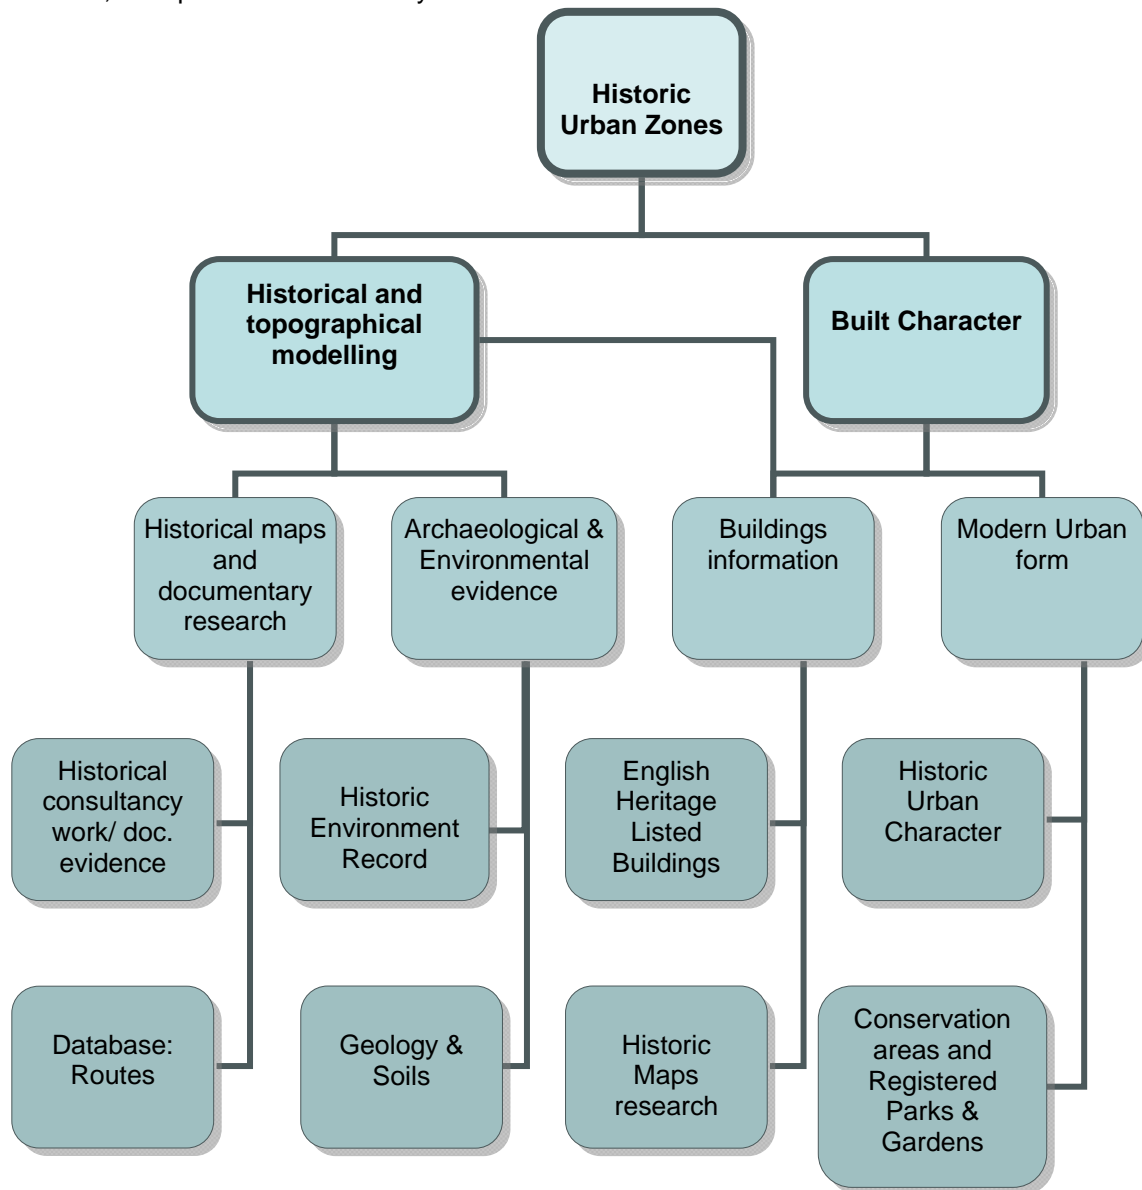 Historic
Urban Zones
Historical and
topographical
modelling
Built Character
Historical maps
and
documentary
research
Archaeological &
Environmental
evidence
Buildings
information
Modern Urban
form
Historical
consultancy
work/ doc.
evidence
Historic
Environment
Record
English
Heritage
Listed
Buildings
Historic
Urban
Character
Database:
Routes
Geology &
Soils
Historic
Maps
research
Conservation
areas and
Registered
Parks &
Gardens